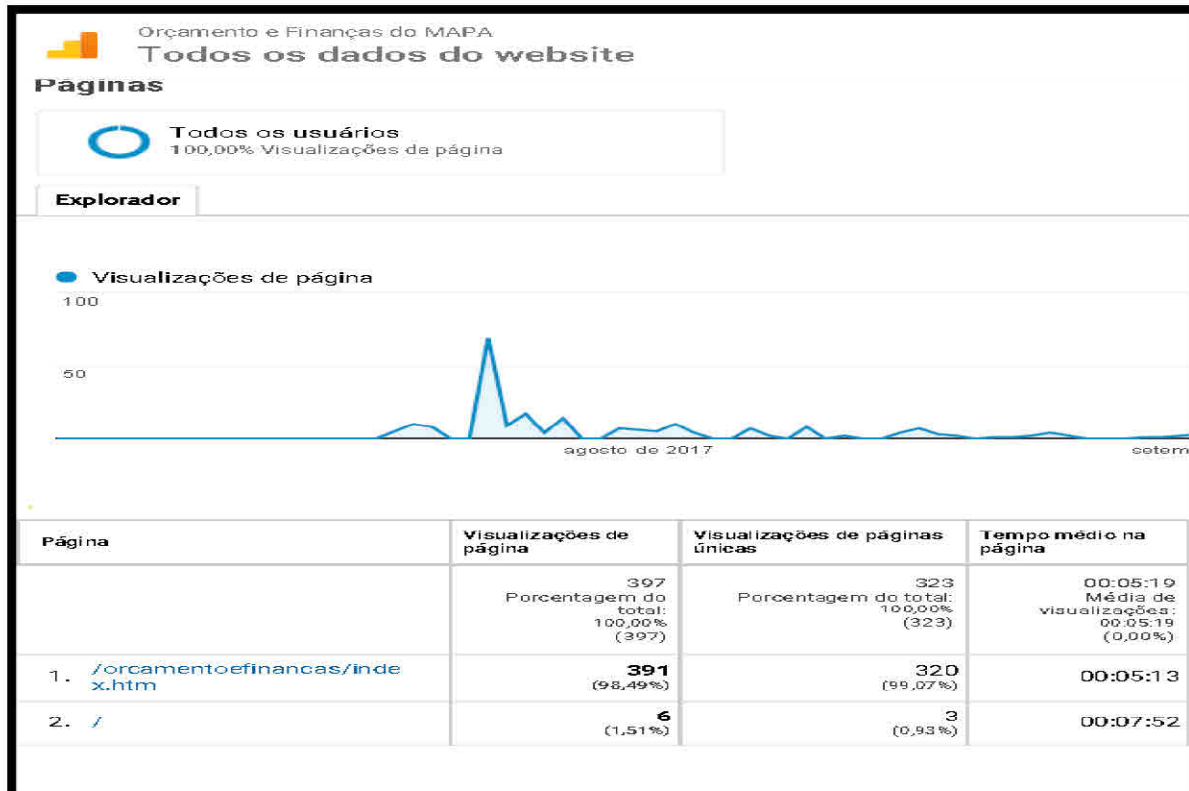 Orçamento e Finanças do MAPA
Todos os dados do website
Páginas
Todos os usuários
100,00% Visualizações de página
Explorador
Visualizações de página
100
50
agosto de 2017
setem
Página
Visualizações de
página
Visualizações de páginas
únicas
Tempo médio na
página
397
Porcentagem do
total:
100,00%
(397)
323
Porcentagem do total:
100,00%
(323)
00:05:19
Média de
visualizações:
00:05:19
(0,00%)
1. /orcamentoefinancas/inde
x.htm
391
(98,49%)
320
(99,07%)
00:05:13
2. /
6
(1,51%)
3
(0,93%)
00:07:52